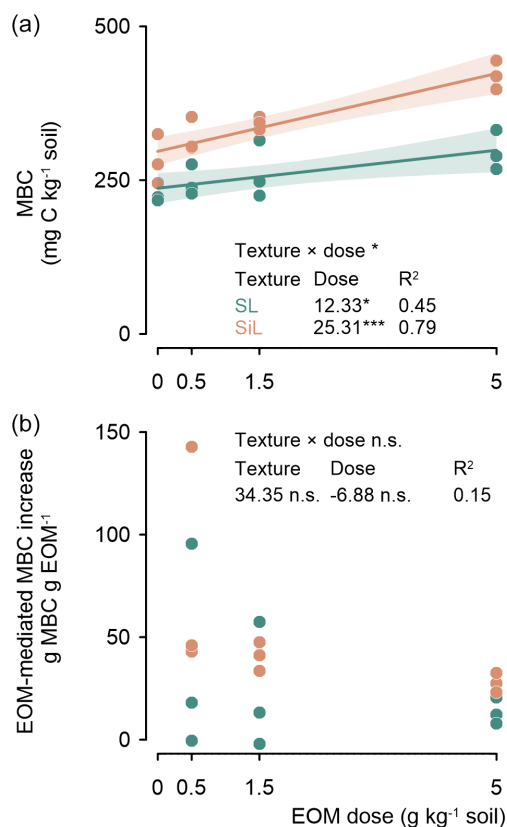 (a)
500
250
0
MBC
(mg C kg⁻¹ soil)
Texture × dose *
Texture Dose R²
SL 12.33* 0.45
SiL 25.31*** 0.79
0 0.5 1.5 5
(b)
150
100
50
0
EOM-mediated MBC increase
g MBC g EOM⁻¹
Texture × dose n.s.
Texture Dose R²
34.35 n.s. -6.88 n.s. 0.15
0 0.5 1.5 5
EOM dose (g kg⁻¹ soil)